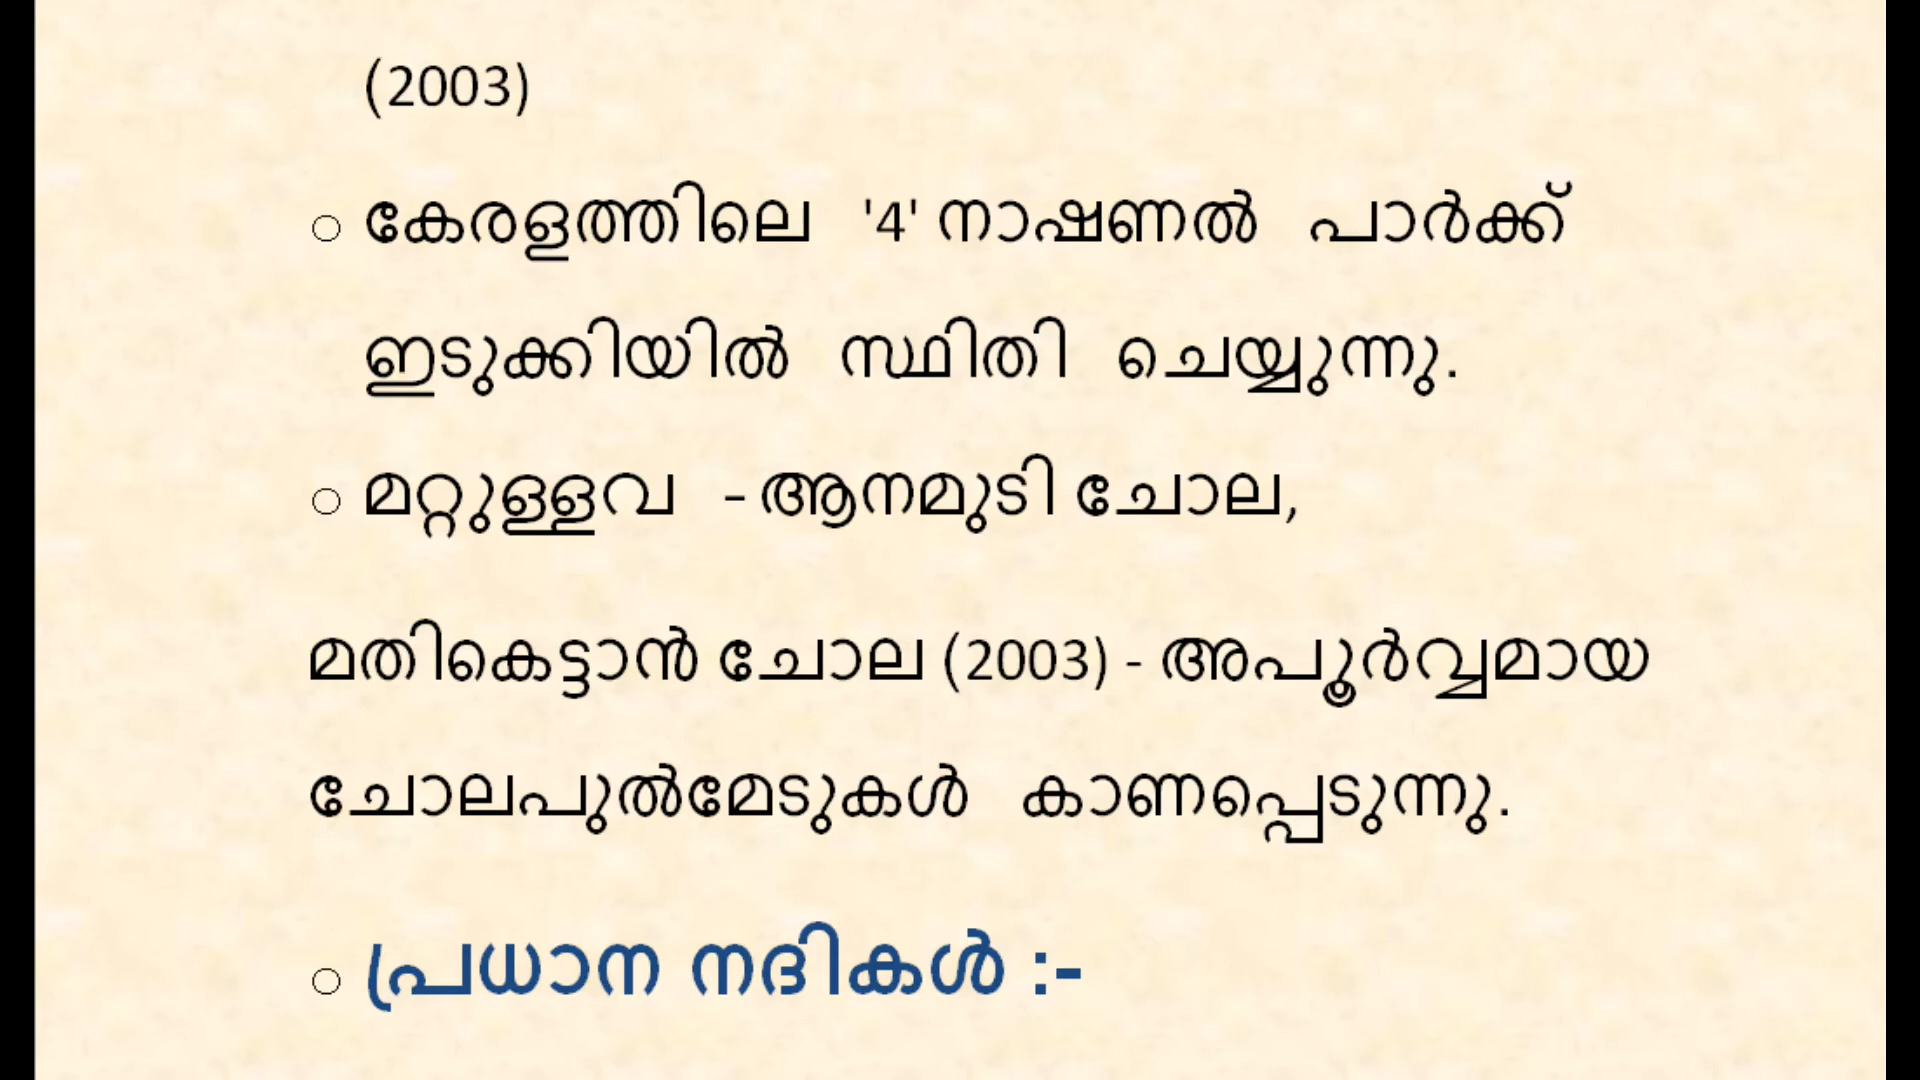 (2003)
○ കേരളത്തിലെ '4' നാഷണൽ പാർക്ക്
ഇടുക്കിയിൽ സ്ഥിതി ചെയ്യുന്നു.
○ മറ്റുള്ളവ - ആനമുടി ചോല,
മതികെട്ടാൻ ചോല (2003) - അപൂർവ്വമായ
ചോലപുൽമേടുകൾ കാണപ്പെടുന്നു.
○ പ്രധാന നദികൾ :-